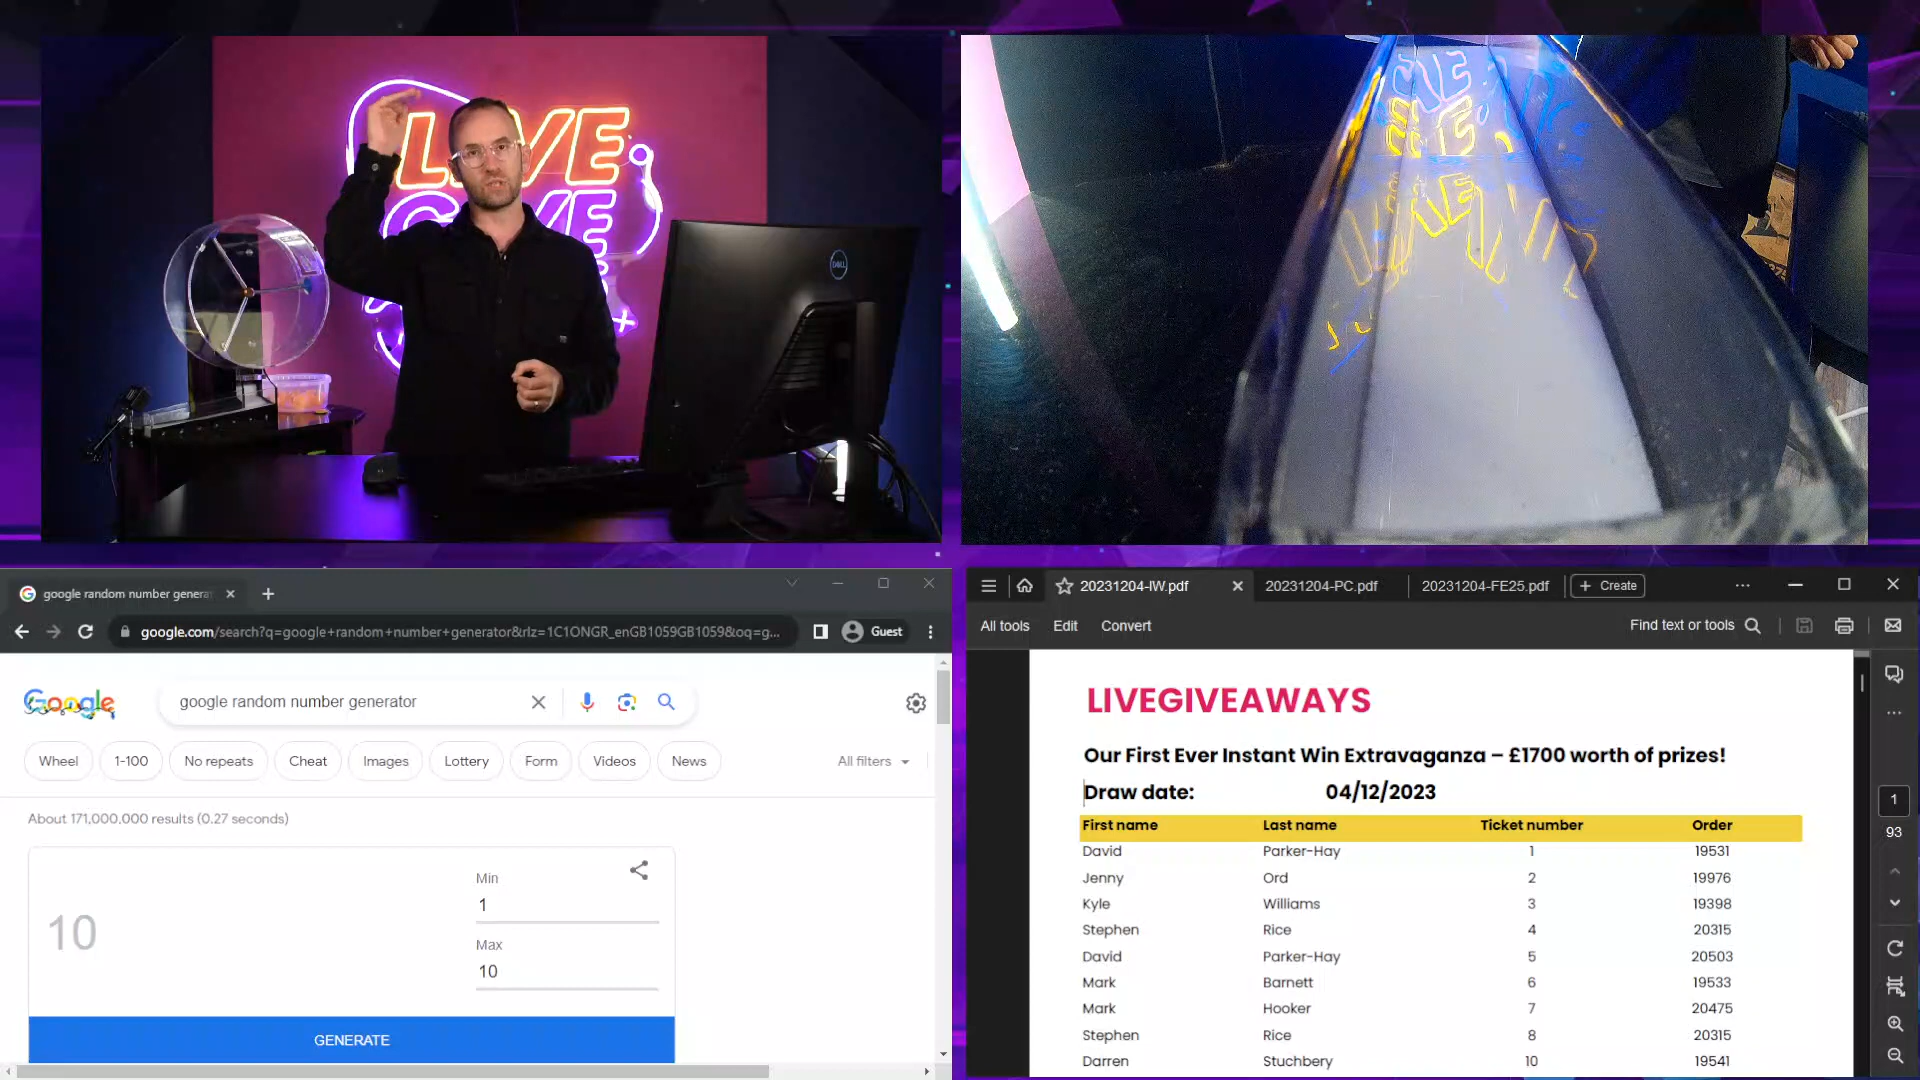 LIVE
GIVE
DELL
google random number genera
google.com/search?q=google+random+number+generator&rlz=1C1ONGR_enGB1059GB1059&oq=g...
Guest
Google
google random number generator
Wheel
1-100
No repeats
Cheat
Images
Lottery
Form
Videos
News
All filters
About 171,000,000 results (0.27 seconds)
10
Min
1
Max
10
GENERATE
20231204-IW.pdf
20231204-PC.pdf
20231204-FE25.pdf
Create
All tools
Edit
Convert
Find text or tools
LIVEGIVEAWAYS
Our First Ever Instant Win Extravaganza – £1700 worth of prizes!
Draw date: 04/12/2023
First name Last name Ticket number Order
David Parker-Hay 1 19531
Jenny Ord 2 19976
Kyle Williams 3 19398
Stephen Rice 4 20315
David Parker-Hay 5 20503
Mark Barnett 6 19533
Mark Hooker 7 20475
Stephen Rice 8 20315
Darren Stuchbery 10 19541
1
93